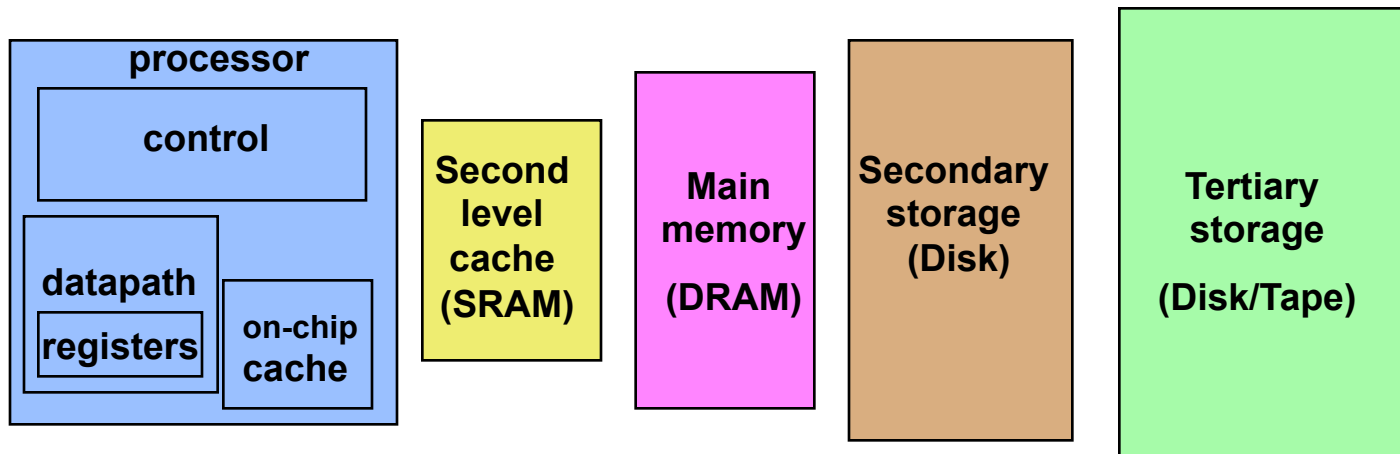 processor
control
datapath
registers
on-chip
cache
Second
level
cache
(SRAM)
Main
memory
(DRAM)
Secondary
storage
(Disk)
Tertiary
storage
(Disk/Tape)